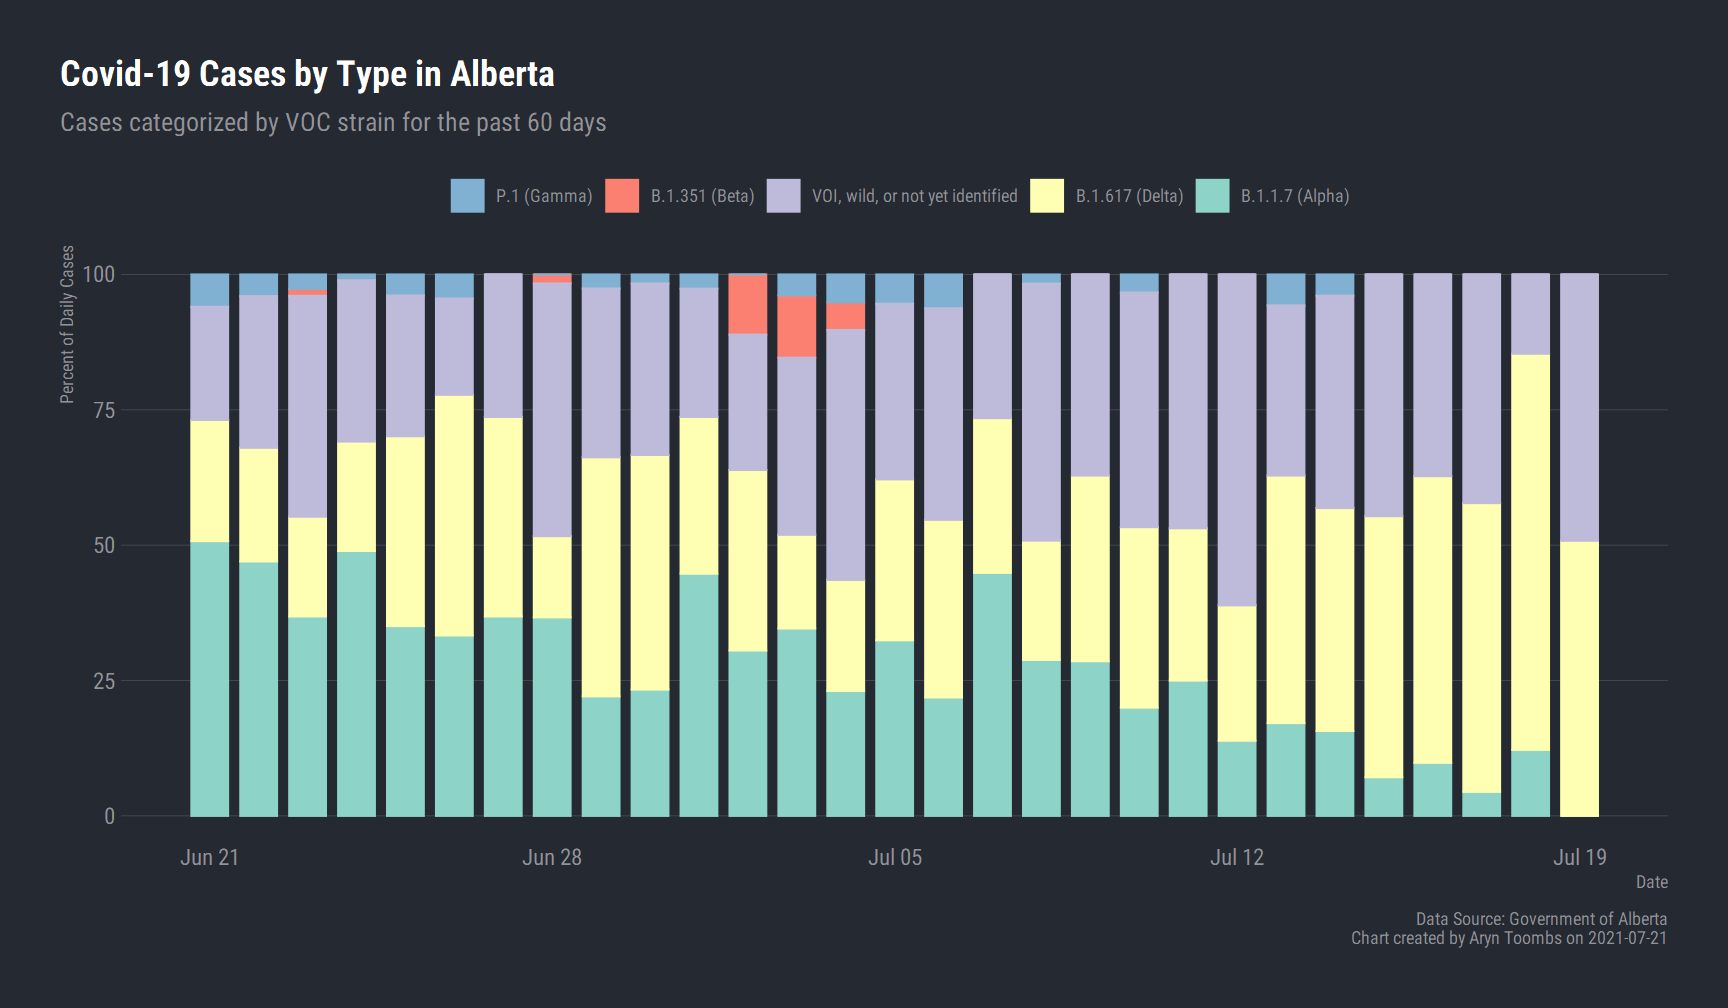 Covid-19 Cases by Type in Alberta
Cases categorized by VOC strain for the past 60 days
P.1 (Gamma) B.1.351 (Beta) VOI, wild, or not yet identified B.1.617 (Delta) B.1.1.7 (Alpha)
Percent of Daily Cases
100
75
50
25
0
Jun 21 Jun 28 Jul 05 Jul 12 Jul 19
Date
Data Source: Government of Alberta
Chart created by Aryn Toombs on 2021-07-21